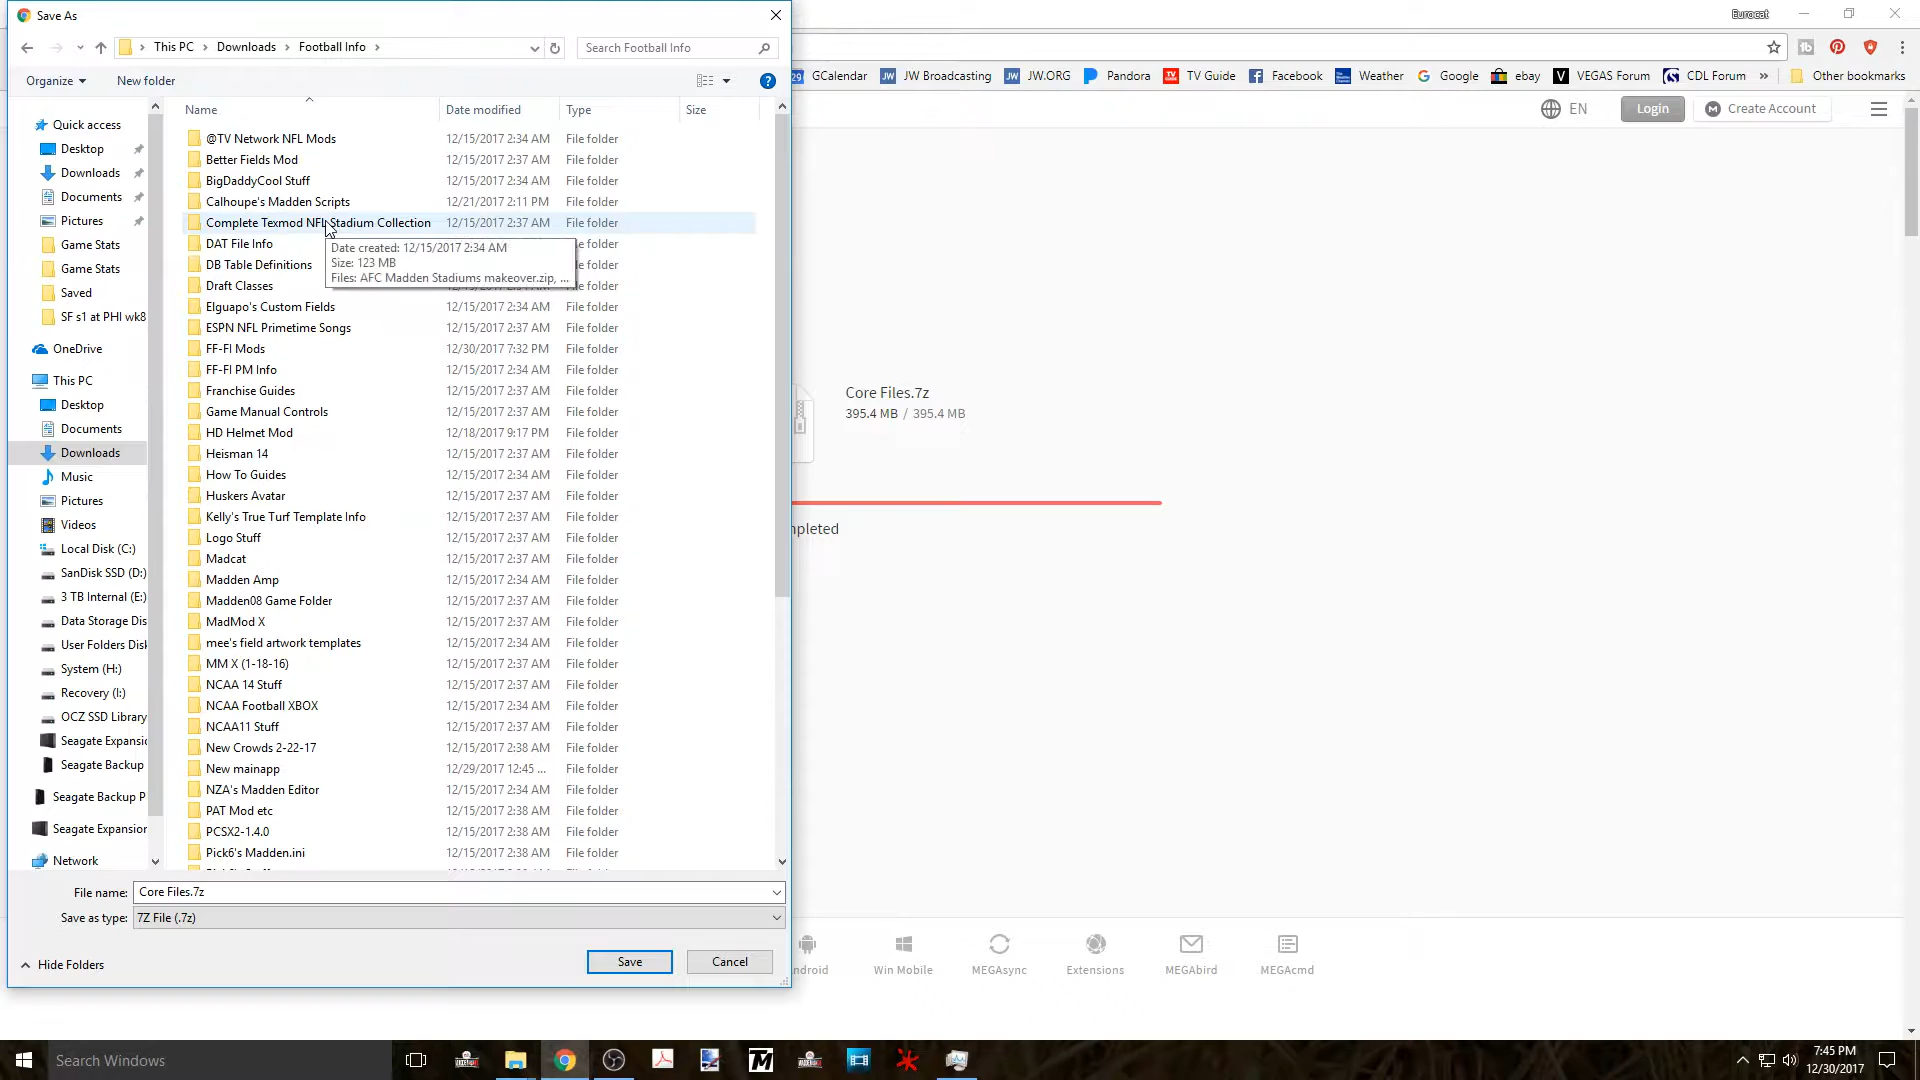 Save As
Eurocat
This PC > Downloads > Football Info >
Search Football Info
Organize
New folder
GCalendar
JW Broadcasting
JW.ORG
Pandora
TV Guide
Facebook
Weather
Google
ebay
VEGAS Forum
CDL Forum
»
Other bookmarks
EN
Login
Create Account
Name
Date modified
Type
Size
Quick access
Desktop
Downloads
Documents
Pictures
Game Stats
Game Stats
Saved
SF s1 at PHI wk8
OneDrive
This PC
Desktop
Documents
Downloads
Music
Pictures
Videos
Local Disk (C:)
SanDisk SSD (D:)
3 TB Internal (E:)
Data Storage Dis
User Folders Disk
System (H:)
Recovery (I:)
OCZ SSD Library
Seagate Expansi
Seagate Backup
Seagate Backup P
Seagate Expansion
Network
@TV Network NFL Mods 12/15/2017 2:34 AM File folder
Better Fields Mod 12/15/2017 2:37 AM File folder
BigDaddyCool Stuff 12/15/2017 2:34 AM File folder
Calhoupe's Madden Scripts 12/21/2017 2:11 PM File folder
Complete Texmod NFL Stadium Collection 12/15/2017 2:37 AM File folder
DAT File Info
Date created: 12/15/2017 2:34 AM
Size: 123 MB
Files: AFC Madden Stadiums makeover.zip, ...
DB Table Definitions
Draft Classes File folder
Elguapo's Custom Fields 12/15/2017 2:34 AM File folder
ESPN NFL Primetime Songs 12/15/2017 2:37 AM File folder
FF-FI Mods 12/30/2017 7:32 PM File folder
FF-FI PM Info 12/15/2017 2:34 AM File folder
Franchise Guides 12/15/2017 2:37 AM File folder
Game Manual Controls 12/15/2017 2:37 AM File folder
HD Helmet Mod 12/18/2017 9:17 PM File folder
Heisman 14 12/15/2017 2:37 AM File folder
How To Guides 12/15/2017 2:34 AM File folder
Huskers Avatar 12/15/2017 2:37 AM File folder
Kelly's True Turf Template Info 12/15/2017 2:37 AM File folder
Logo Stuff 12/15/2017 2:37 AM File folder
Madcat 12/15/2017 2:37 AM File folder
Madden Amp 12/15/2017 2:34 AM File folder
Madden08 Game Folder 12/15/2017 2:37 AM File folder
MadMod X 12/15/2017 2:37 AM File folder
mee's field artwork templates 12/15/2017 2:34 AM File folder
MM X (1-18-16) 12/15/2017 2:37 AM File folder
NCAA 14 Stuff 12/15/2017 2:37 AM File folder
NCAA Football XBOX 12/15/2017 2:34 AM File folder
NCAA11 Stuff 12/15/2017 2:37 AM File folder
New Crowds 2-22-17 12/15/2017 2:38 AM File folder
New mainapp 12/29/2017 12:45 ... File folder
NZA's Madden Editor 12/15/2017 2:34 AM File folder
PAT Mod etc 12/15/2017 2:38 AM File folder
PCSX2-1.4.0 12/15/2017 2:38 AM File folder
Pick6's Madden.ini 12/15/2017 2:38 AM File folder
Core Files.7z
395.4 MB / 395.4 MB
mpleted
File name: Core Files.7z
Save as type: 7Z File (.7z)
Hide Folders
Save
Cancel
ndroid
Win Mobile
MEGAsync
Extensions
MEGAbird
MEGAcmd
Search Windows
7:45 PM
12/30/2017